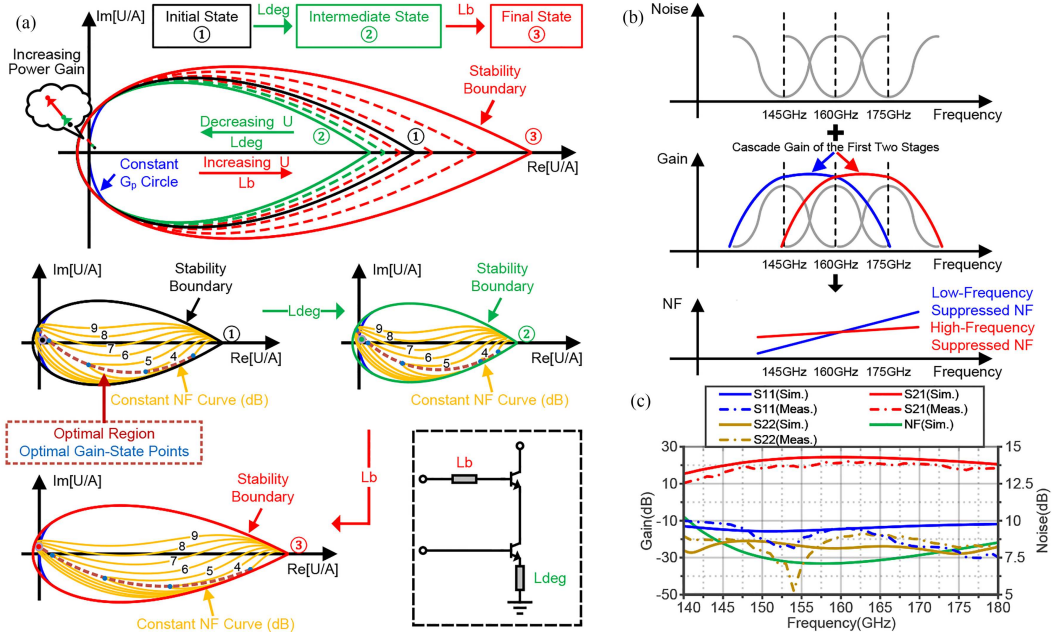 (a)
Im[U/A]
Initial State
①
Ldeg
Intermediate State
②
Lb
Final State
③
Increasing
Power Gain
Stability
Boundary
Decreasing U
Ldeg
②
①
③
Increasing U
Lb
Re[U/A]
Constant
Gp Circle
Im[U/A]
Stability
Boundary
9
8
7
6
5
4
①
Re[U/A]
Constant NF Curve (dB)
Ldeg
Im[U/A]
Stability
Boundary
9
8
7
6
5
4
②
Re[U/A]
Constant NF Curve (dB)
Optimal Region
Optimal Gain-State Points
Lb
Im[U/A]
Stability
Boundary
9
8
7
6
5
4
③
Re[U/A]
Constant NF Curve (dB)
Lb
Ldeg
(b)
Noise
145GHz 160GHz 175GHz
Frequency
Cascade Gain of the First Two Stages
Gain
145GHz 160GHz 175GHz
Frequency
NF
Low-Frequency
Suppressed NF
High-Frequency
Suppressed NF
Frequency
(c)
S11(Sim.)
S21(Sim.)
S11(Meas.)
S21(Meas.)
S22(Sim.)
NF(Sim.)
S22(Meas.)
Gain(dB)
30
10
-10
-30
-50
15
12.5
10
7.5
5
Noise(dB)
140 145 150 155 160 165 170 175 180
Frequency(GHz)